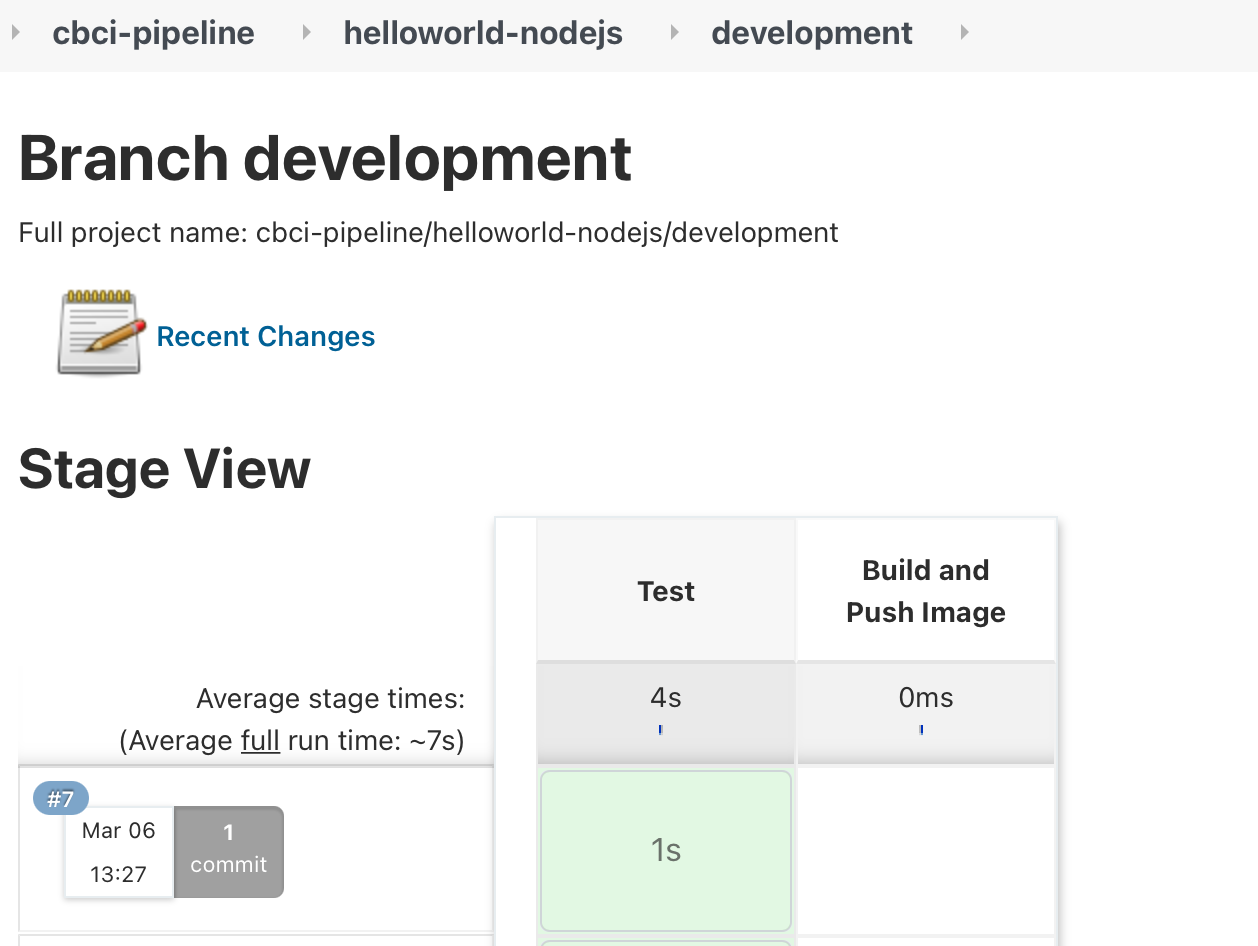 cbci-pipeline helloworld-nodejs development
Branch development
Full project name: cbci-pipeline/helloworld-nodejs/development
Recent Changes
Stage View
Test
Build and
Push Image
Average stage times:
(Average full run time: ~7s)
4s
0ms
#7
Mar 06
13:27
1
commit
1s